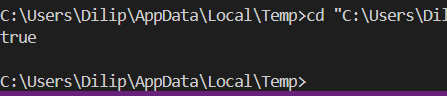 C:\Users\Dilip\AppData\Local\Temp>cd "C:\Users\Dil
true
C:\Users\Dilip\AppData\Local\Temp>